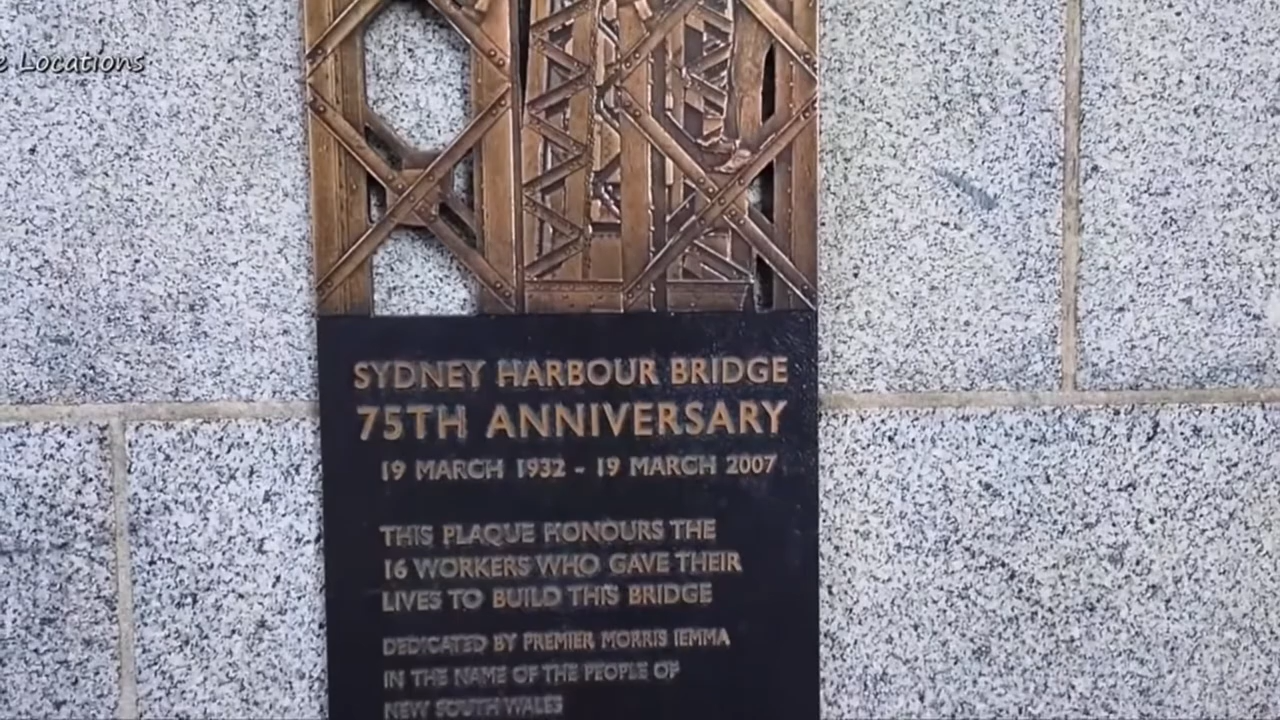 e Locations
SYDNEY HARBOUR BRIDGE
75TH ANNIVERSARY
19 MARCH 1932 - 19 MARCH 2007
THIS PLAQUE HONOURS THE
16 WORKERS WHO GAVE THEIR
LIVES TO BUILD THIS BRIDGE
DEDICATED BY PREMIER MORRIS IEMMA
IN THE NAME OF THE PEOPLE OF
NEW SOUTH WALES